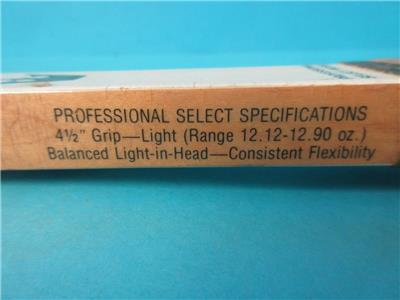 PROFESSIONAL SELECT SPECIFICATIONS
4½" Grip—Light (Range 12.12-12.90 oz.)
Balanced Light-in-Head—Consistent Flexibility